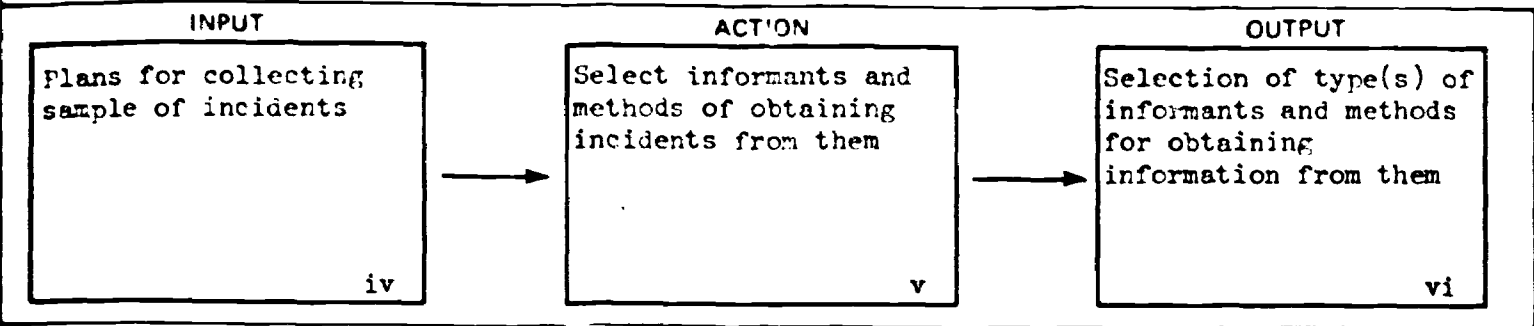 INPUT
Plans for collecting
sample of incidents
iv
ACTION
Select informants and
methods of obtaining
incidents from them
v
OUTPUT
Selection of type(s) of
informants and methods
for obtaining
information from them
vi